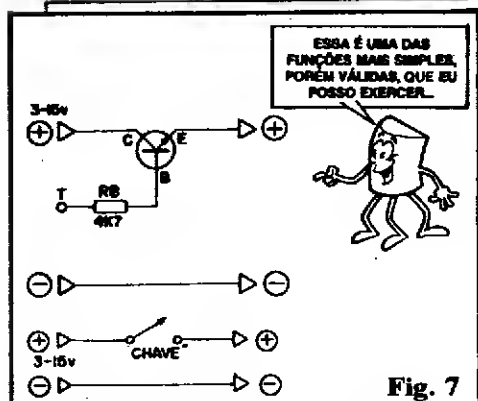 ESSA É UMA DAS
FUNÇÕES MAIS SIMPLES,
PORÉM VÁLIDAS, QUE EU
POSSO EXERCER...
3-15v
+
C
E
+
B
T
RB
4K7
-
-
+
CHAVE"
+
3-15v
-
-
Fig. 7